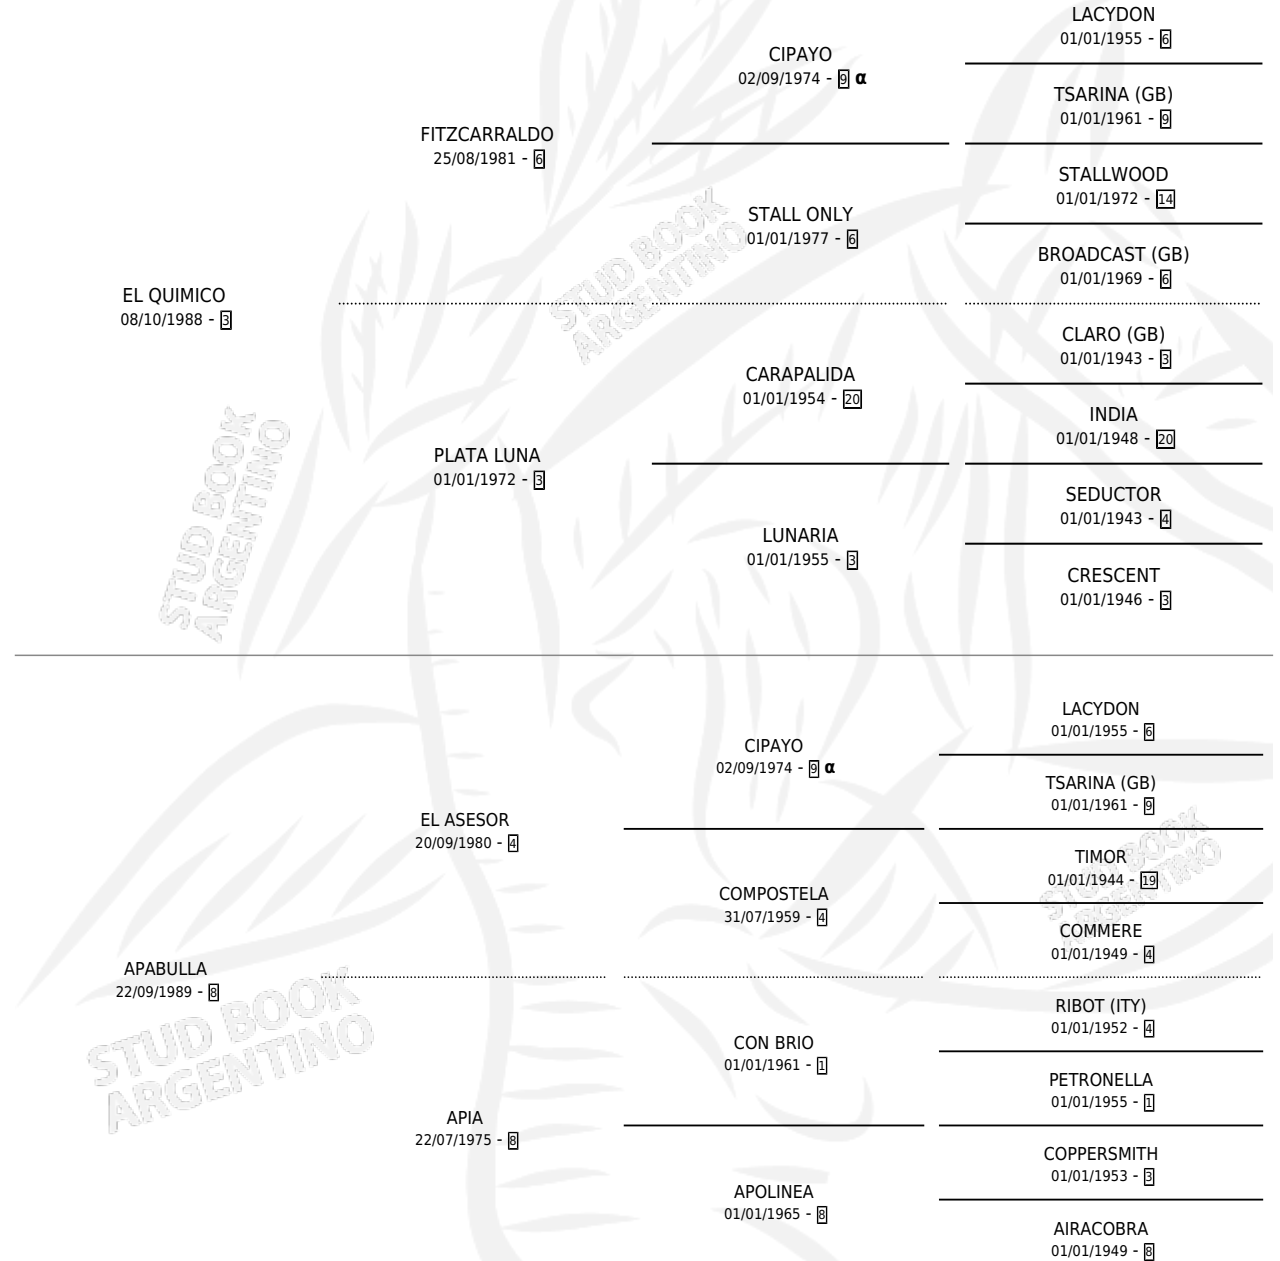 LACYDON
01/01/1955 - 6
CIPAYO
02/09/1974 - 9 α
TSARINA (GB)
01/01/1961 - 9
FITZCARRALDO
25/08/1981 - 6
STALLWOOD
01/01/1972 - 14
STALL ONLY
01/01/1977 - 6
BROADCAST (GB)
01/01/1969 - 6
EL QUIMICO
08/10/1988 - 3
CLARO (GB)
01/01/1943 - 3
CARAPALIDA
01/01/1954 - 20
INDIA
01/01/1948 - 20
PLATA LUNA
01/01/1972 - 3
SEDUCTOR
01/01/1943 - 4
LUNARIA
01/01/1955 - 3
CRESCENT
01/01/1946 - 3
STUD BOOK
ARGENTINO
STUD BOOK
ARGENTINO
LACYDON
01/01/1955 - 6
CIPAYO
02/09/1974 - 9 α
TSARINA (GB)
01/01/1961 - 9
EL ASESOR
20/09/1980 - 4
TIMOR
01/01/1944 - 19
COMPOSTELA
31/07/1959 - 4
COMMERE
01/01/1949 - 4
APABULLA
22/09/1989 - 8
RIBOT (ITY)
01/01/1952 - 4
CON BRIO
01/01/1961 - 1
PETRONELLA
01/01/1955 - 1
APIA
22/07/1975 - 8
COPPERSMITH
01/01/1953 - 3
APOLINEA
01/01/1965 - 8
AIRACOBRA
01/01/1949 - 8
STUD BOOK
ARGENTINO
STUD BOOK
ARGENTINO